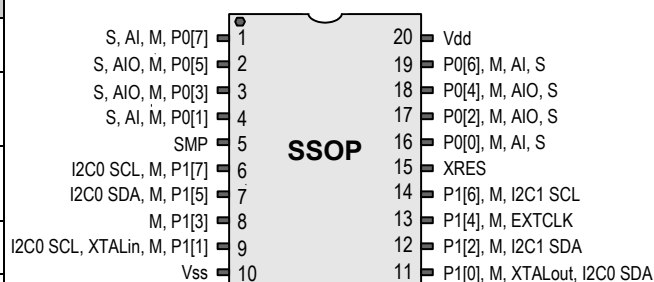 S, AI, M, P0[7] 1 20 Vdd
S, AIO, M, P0[5] 2 19 P0[6], M, AI, S
S, AIO, M, P0[3] 3 18 P0[4], M, AIO, S
S, AI, M, P0[1] 4 17 P0[2], M, AIO, S
SMP 5 SSOP 16 P0[0], M, AI, S
I2C0 SCL, M, P1[7] 6 15 XRES
I2C0 SDA, M, P1[5] 7 14 P1[6], M, I2C1 SCL
M, P1[3] 8 13 P1[4], M, EXTCLK
I2C0 SCL, XTALin, M, P1[1] 9 12 P1[2], M, I2C1 SDA
Vss 10 11 P1[0], M, XTALout, I2C0 SDA